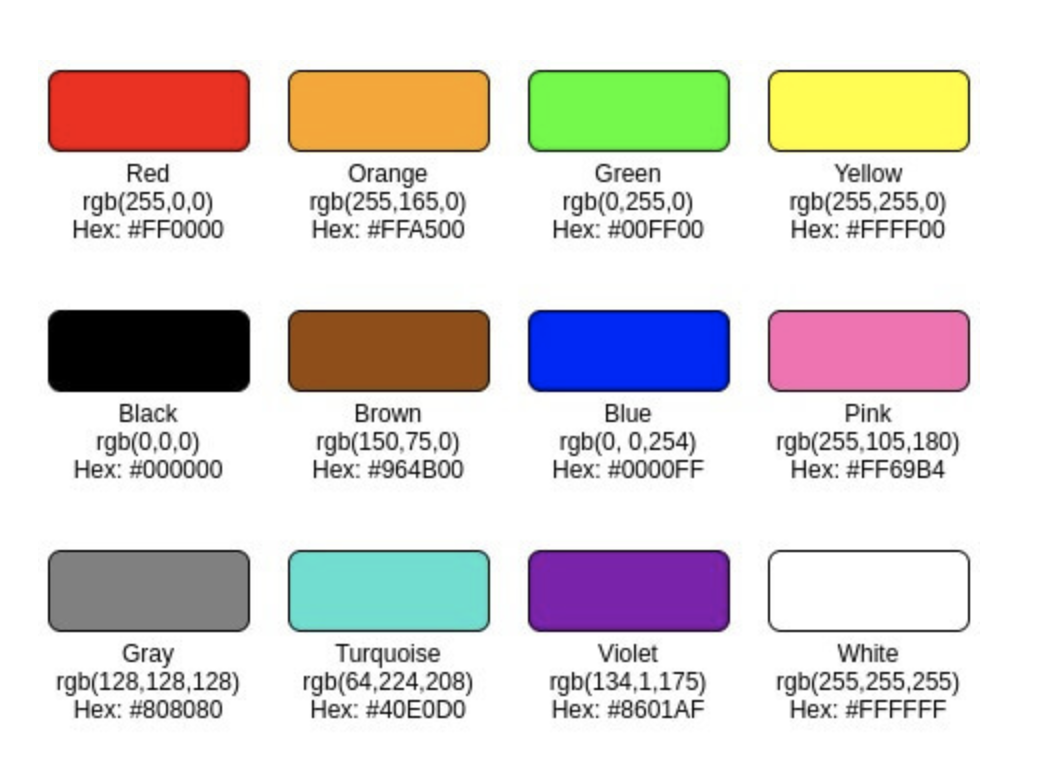 Red
rgb(255,0,0)
Hex: #FF0000
Orange
rgb(255,165,0)
Hex: #FFA500
Green
rgb(0,255,0)
Hex: #00FF00
Yellow
rgb(255,255,0)
Hex: #FFFF00
Black
rgb(0,0,0)
Hex: #000000
Brown
rgb(150,75,0)
Hex: #964B00
Blue
rgb(0, 0,254)
Hex: #0000FF
Pink
rgb(255,105,180)
Hex: #FF69B4
Gray
rgb(128,128,128)
Hex: #808080
Turquoise
rgb(64,224,208)
Hex: #40E0D0
Violet
rgb(134,1,175)
Hex: #8601AF
White
rgb(255,255,255)
Hex: #FFFFFF